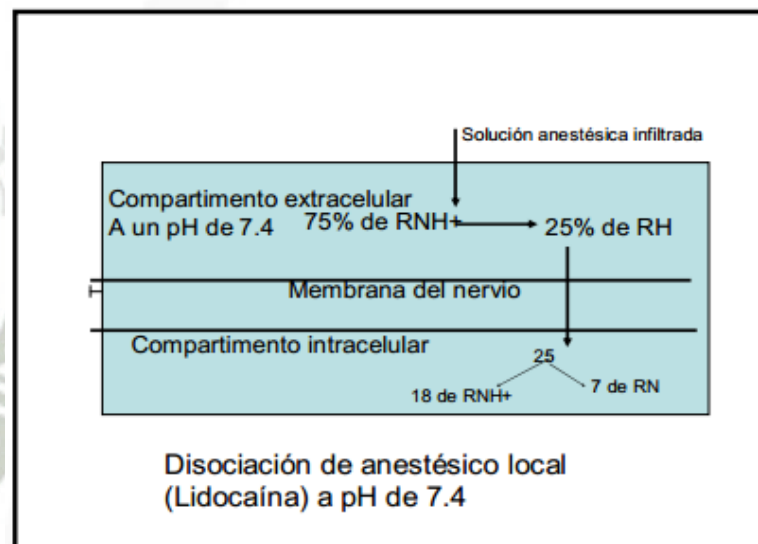 Solución anestésica infiltrada
Compartimento extracelular
A un pH de 7.4
75% de RNH+
25% de RH
Membrana del nervio
Compartimento intracelular
25
18 de RNH+
7 de RN
Disociación de anestésico local
(Lidocaína) a pH de 7.4